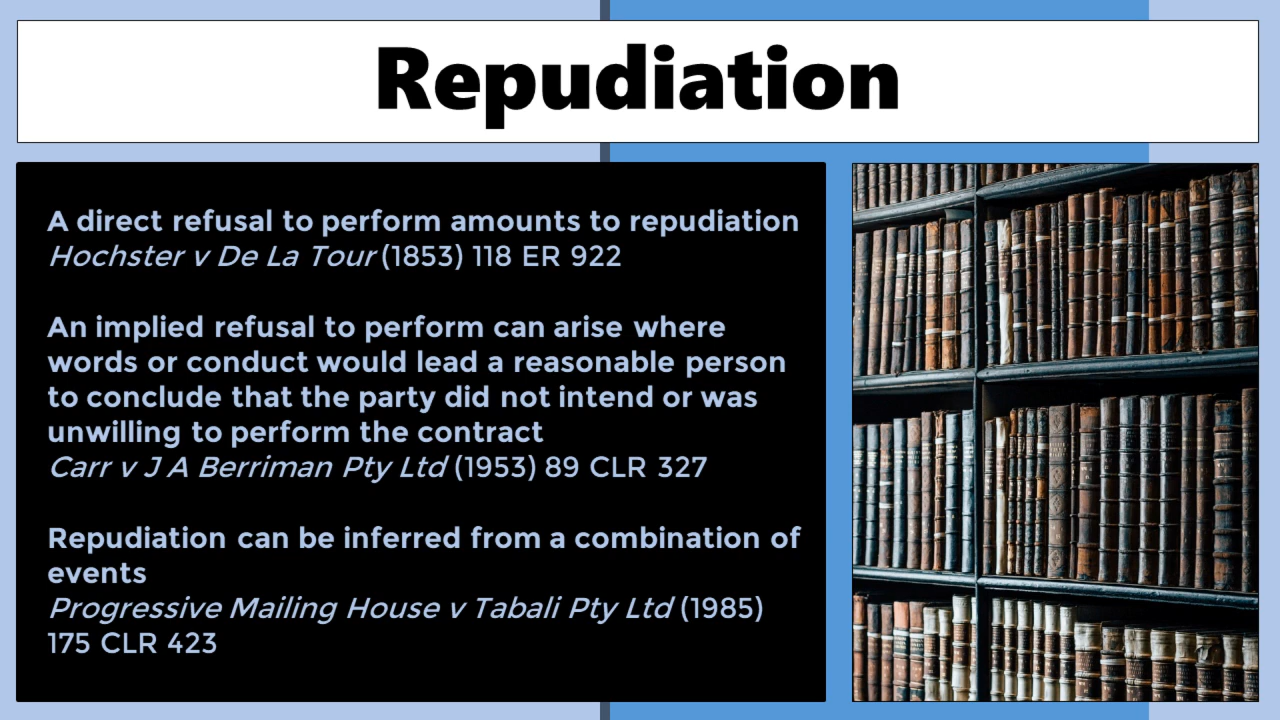 Repudiation
A direct refusal to perform amounts to repudiation
Hochster v De La Tour (1853) 118 ER 922
An implied refusal to perform can arise where
words or conduct would lead a reasonable person
to conclude that the party did not intend or was
unwilling to perform the contract
Carr v J A Berriman Pty Ltd (1953) 89 CLR 327
Repudiation can be inferred from a combination of
events
Progressive Mailing House v Tabali Pty Ltd (1985)
175 CLR 423